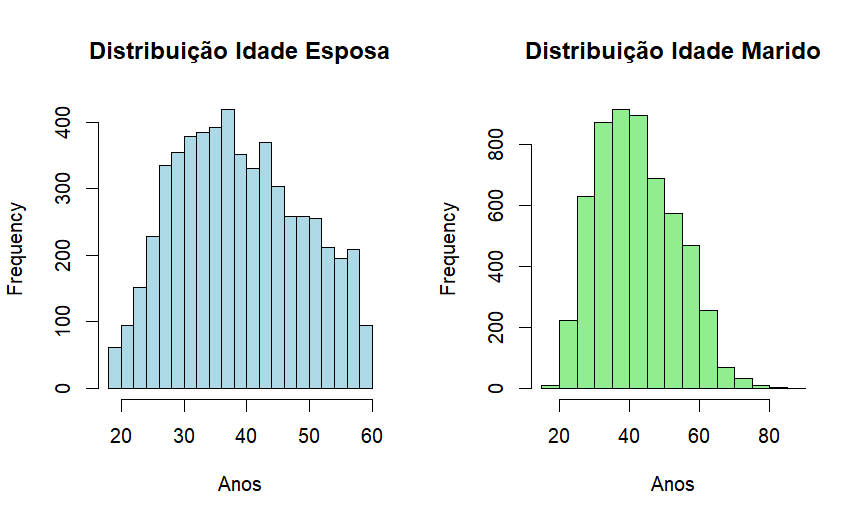 Distribuição Idade Esposa
Frequency
0 100 200 300 400
20 30 40 50 60
Anos
Distribuição Idade Marido
Frequency
0 200 400 600 800
20 40 60 80
Anos